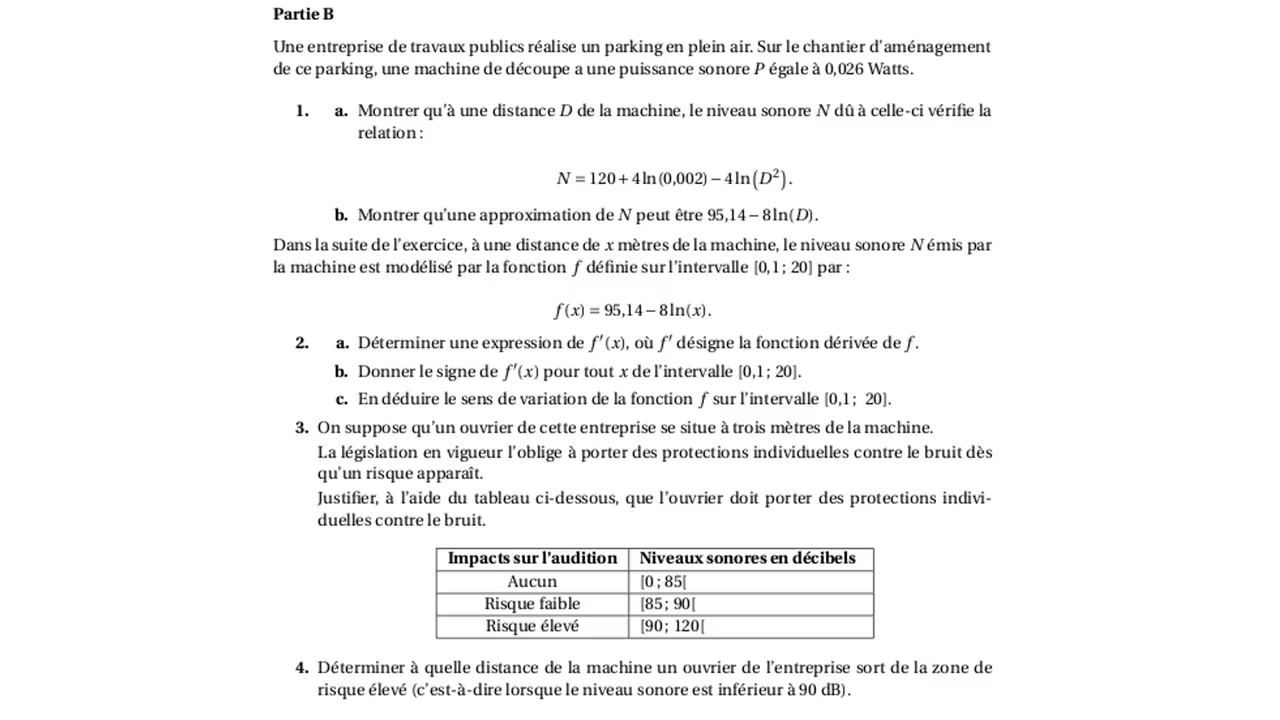 Partie B
Une entreprise de travaux publics réalise un parking en plein air. Sur le chantier d'aménagement
de ce parking, une machine de découpe a une puissance sonore P égale à 0,026 Watts.
1. a. Montrer qu'à une distance D de la machine, le niveau sonore N dû à celle-ci vérifie la
relation :
N = 120 + 4 ln (0,002) − 4 ln (D²).
b. Montrer qu'une approximation de N peut être 95,14 − 8 ln(D).
Dans la suite de l'exercice, à une distance de x mètres de la machine, le niveau sonore N émis par
la machine est modélisé par la fonction f définie sur l'intervalle [0,1 ; 20] par :
f(x) = 95,14 − 8 ln(x).
2. a. Déterminer une expression de f′(x), où f′ désigne la fonction dérivée de f.
b. Donner le signe de f′(x) pour tout x de l'intervalle [0,1 ; 20].
c. En déduire le sens de variation de la fonction f sur l'intervalle [0,1 ; 20].
3. On suppose qu'un ouvrier de cette entreprise se situe à trois mètres de la machine.
La législation en vigueur l'oblige à porter des protections individuelles contre le bruit dès
qu'un risque apparaît.
Justifier, à l'aide du tableau ci-dessous, que l'ouvrier doit porter des protections indivi-
duelles contre le bruit.
Impacts sur l'audition Niveaux sonores en décibels
Aucun [0 ; 85[
Risque faible [85 ; 90[
Risque élevé [90 ; 120[
4. Déterminer à quelle distance de la machine un ouvrier de l'entreprise sort de la zone de
risque élevé (c'est-à-dire lorsque le niveau sonore est inférieur à 90 dB).